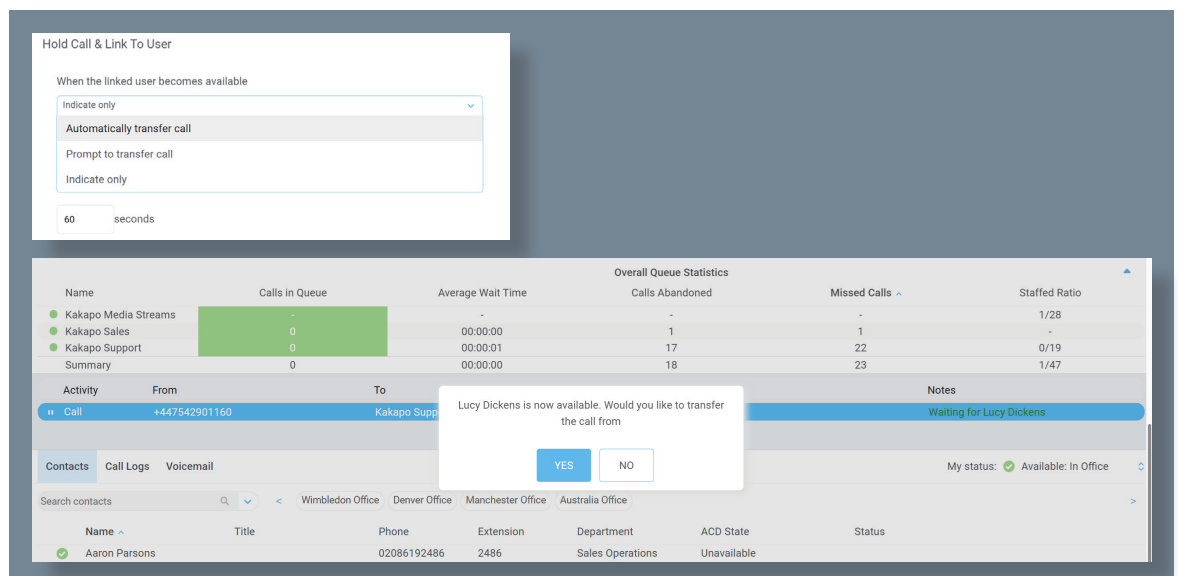 Hold Call & Link To User
When the linked user becomes available
Indicate only
Automatically transfer call
Prompt to transfer call
Indicate only
60 seconds
Overall Queue Statistics
Name Calls in Queue Average Wait Time Calls Abandoned Missed Calls Staffed Ratio
Kakapo Media Streams - - - - 1/28
Kakapo Sales 0 00:00:00 1 1 -
Kakapo Support 0 00:00:01 17 22 0/19
Summary 0 00:00:00 18 23 1/47
Activity From To Notes
Call +447542901160 Kakapo Supp Waiting for Lucy Dickens
Lucy Dickens is now available. Would you like to transfer
the call from
YES NO
Contacts Call Logs Voicemail My status: Available: In Office
Search contacts < Wimbledon Office Denver Office Manchester Office Australia Office >
Name Title Phone Extension Department ACD State Status
Aaron Parsons 02086192486 2486 Sales Operations Unavailable